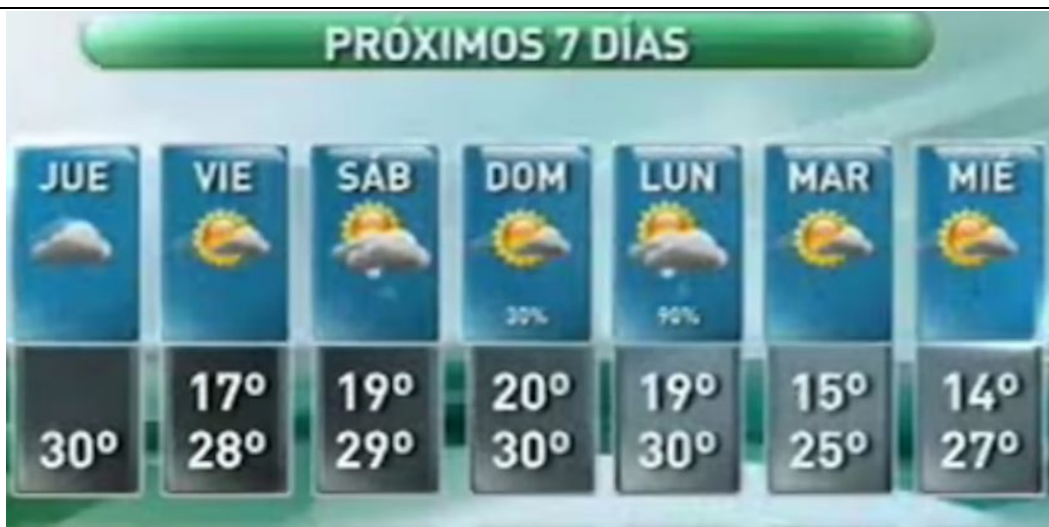 PRÓXIMOS 7 DÍAS
JUE VIE SÁB DOM LUN MAR MIÉ
30% 90%
17º 19º 20º 19º 15º 14º
30º 28º 29º 30º 30º 25º 27º